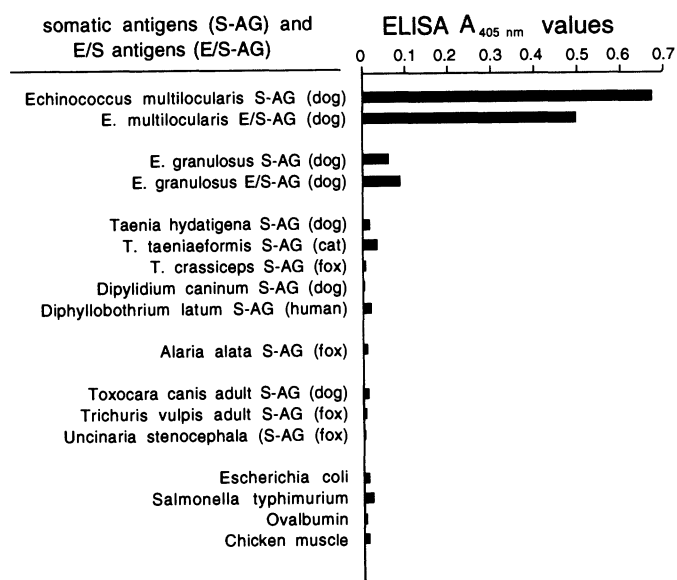 somatic antigens (S-AG) and
E/S antigens (E/S-AG)
ELISA A 405 nm values
0 0.1 0.2 0.3 0.4 0.5 0.6 0.7
Echinococcus multilocularis S-AG (dog)
E. multilocularis E/S-AG (dog)
E. granulosus S-AG (dog)
E. granulosus E/S-AG (dog)
Taenia hydatigena S-AG (dog)
T. taeniaeformis S-AG (cat)
T. crassiceps S-AG (fox)
Dipylidium caninum S-AG (dog)
Diphyllobothrium latum S-AG (human)
Alaria alata S-AG (fox)
Toxocara canis adult S-AG (dog)
Trichuris vulpis adult S-AG (fox)
Uncinaria stenocephala (S-AG (fox)
Escherichia coli
Salmonella typhimurium
Ovalbumin
Chicken muscle